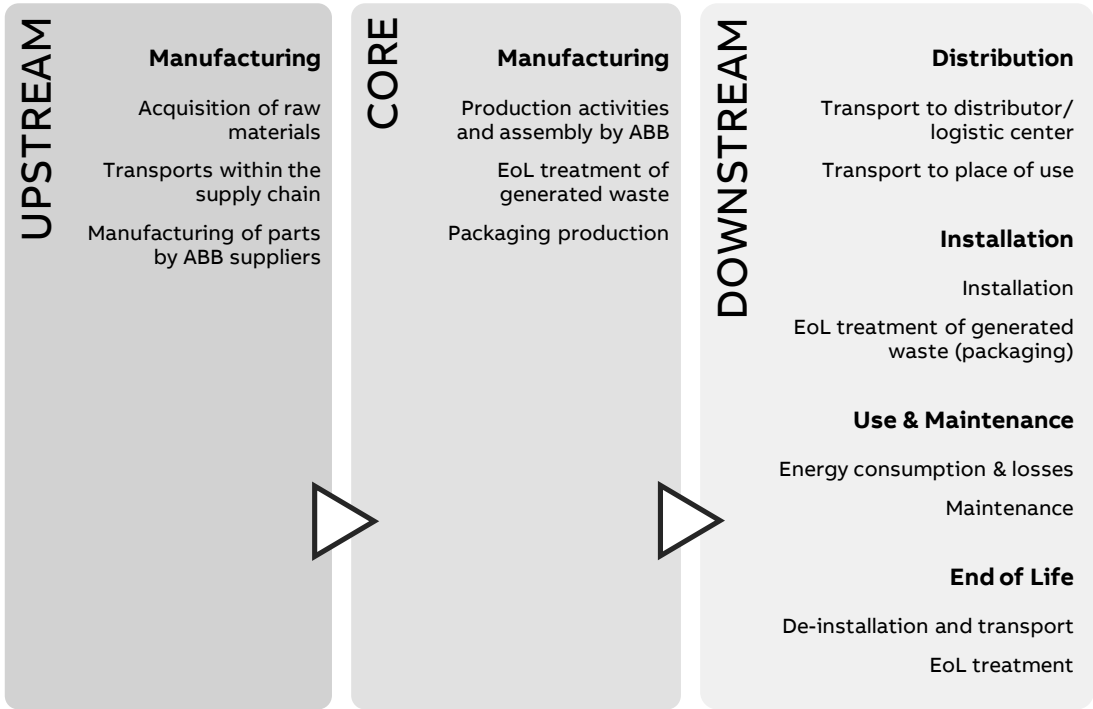 UPSTREAM
Manufacturing
Acquisition of raw
materials
Transports within the
supply chain
Manufacturing of parts
by ABB suppliers
CORE
Manufacturing
Production activities
and assembly by ABB
EoL treatment of
generated waste
Packaging production
DOWNSTREAM
Distribution
Transport to distributor/
logistic center
Transport to place of use
Installation
Installation
EoL treatment of generated
waste (packaging)
Use & Maintenance
Energy consumption & losses
Maintenance
End of Life
De-installation and transport
EoL treatment